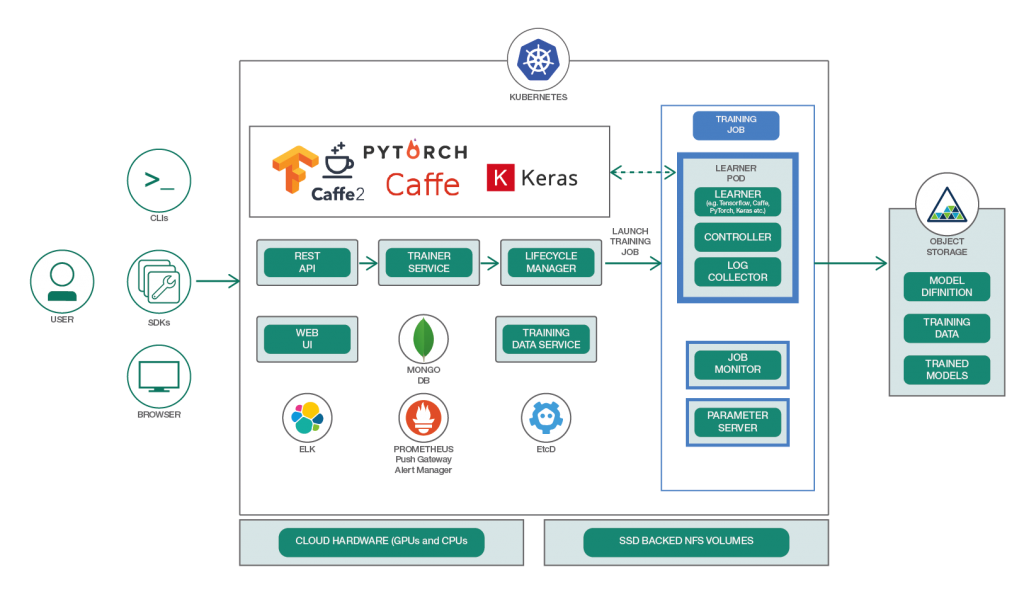 KUBERNETES
TRAINING
JOB
PYTORCH
Caffe2
Caffe
K Keras
LEARNER
POD
LEARNER
(e.g. Tensorflow, Caffe,
PyTorch, Keras etc.)
CONTROLLER
LOG
COLLECTOR
>_
CLIs
USER
SDKs
BROWSER
REST
API
TRAINER
SERVICE
LIFECYCLE
MANAGER
LAUNCH
TRAINING
JOB
WEB
UI
MONGO
DB
TRAINING
DATA SERVICE
JOB
MONITOR
ELK
PROMETHEUS
Push Gateway
Alert Manager
EtcD
PARAMETER
SERVER
OBJECT
STORAGE
MODEL
DIFINITION
TRAINING
DATA
TRAINED
MODELS
CLOUD HARDWARE (GPUs and CPUs
SSD BACKED NFS VOLUMES